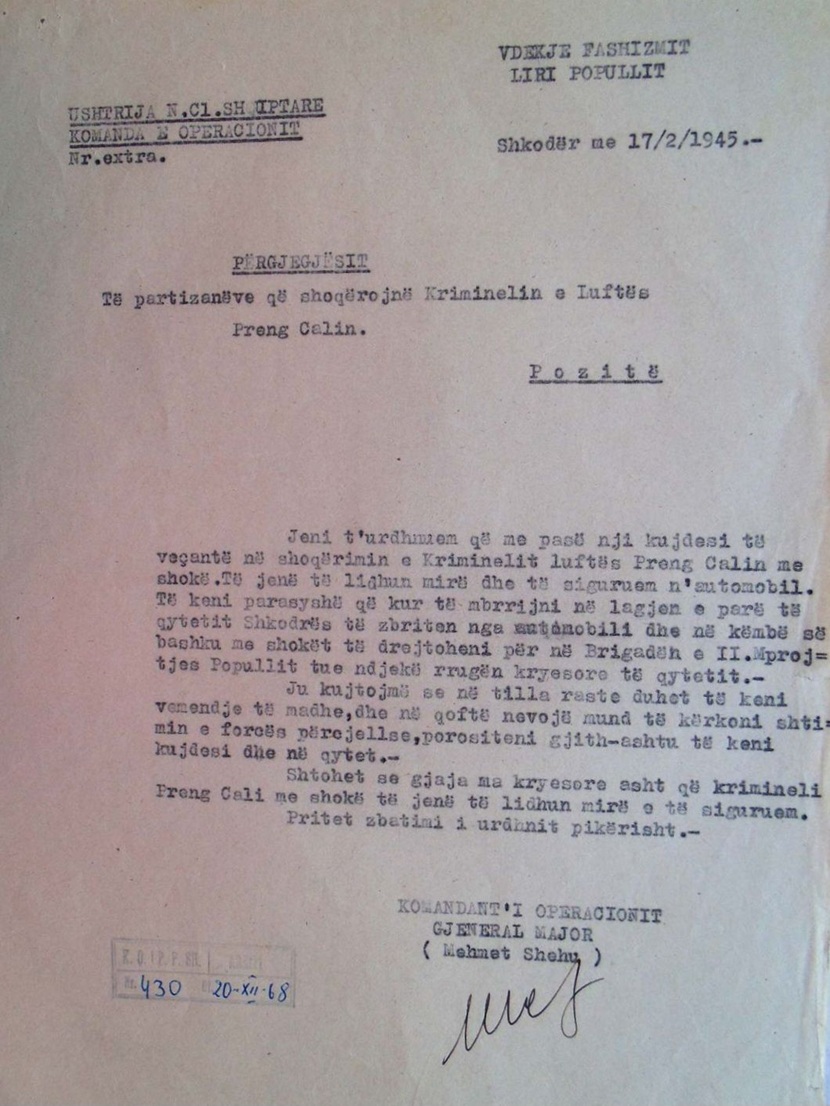 VDEKJE FASHIZMIT
LIRI POPULLIT
USHTRIJA N.Cl.SHQIPTARE
KOMANDA E OPERACIONIT
Nr.extra.
Shkodër me 17/2/1945.-
PËRGJEGJËSIT
Të partizanëve që shoqërojnë Kriminelin e Luftës
Preng Calin.
P o z i t ë
Jeni t'urdhnuem që me pasë nji kujdesi të
veçantë në shoqërimin e Kriminelit luftës Preng Calin me
shokë.Të jenë të lidhun mirë dhe të siguruem n'automobil.
Të keni parasyshë që kur të mbrrijni në lagjen e parë të
qytetit Shkodrës të zbriten nga automobili dhe në këmbë së
bashku me shokët të drejtoheni për në Brigadën e II.Mproj=
tjes Popullit tue ndjekë rrugën kryesore të qytetit.-
Ju kujtojmë se në tilla raste duhet të keni
vemendje të madhe,dhe në qoftë nevojë mund të kërkoni shti=
min e forcës përcjellse,porositeni gjith-ashtu të keni
kujdesi dhe në qytet.-
Shtohet se gjaja ma kryesore asht që krimineli
Preng Cali me shokë të jenë të lidhun mirë e të siguruem.
Pritet zbatimi i urdhnit pikërisht.-
KOMANDANT'I OPERACIONIT
GJENERAL MAJOR
( Mehmet Shehu )
Nr. 430 20-XII-68